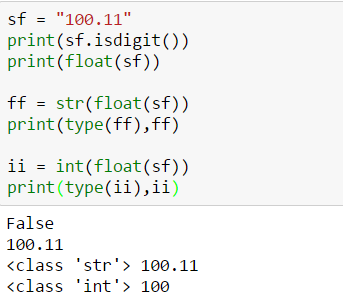 sf = "100.11"
print(sf.isdigit())
print(float(sf))
ff = str(float(sf))
print(type(ff),ff)
ii = int(float(sf))
print(type(ii),ii)
False
100.11
<class 'str'> 100.11
<class 'int'> 100